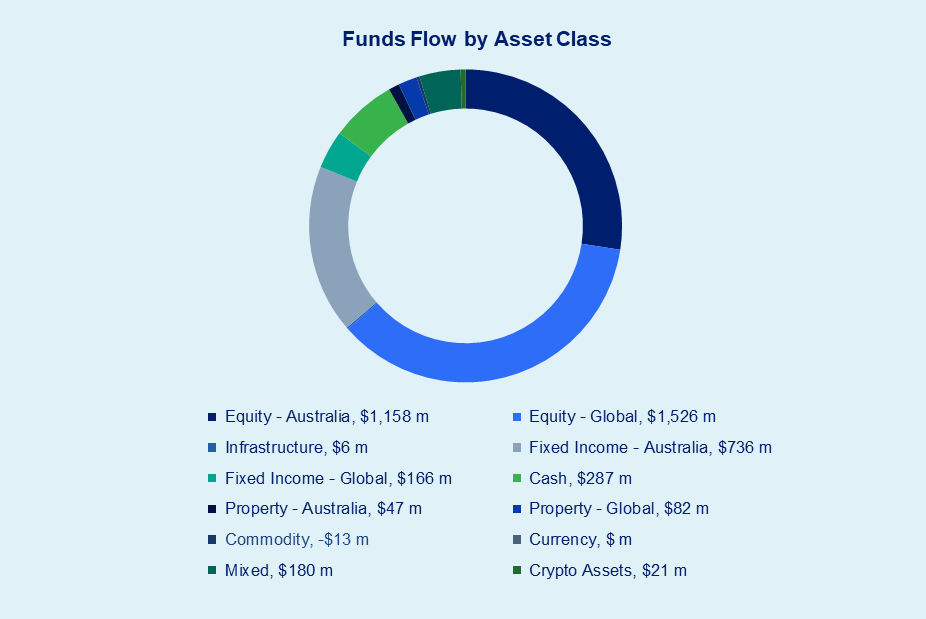 Funds Flow by Asset Class
Equity - Australia, $1,158 m
Equity - Global, $1,526 m
Infrastructure, $6 m
Fixed Income - Australia, $736 m
Fixed Income - Global, $166 m
Cash, $287 m
Property - Australia, $47 m
Property - Global, $82 m
Commodity, -$13 m
Currency, $ m
Mixed, $180 m
Crypto Assets, $21 m